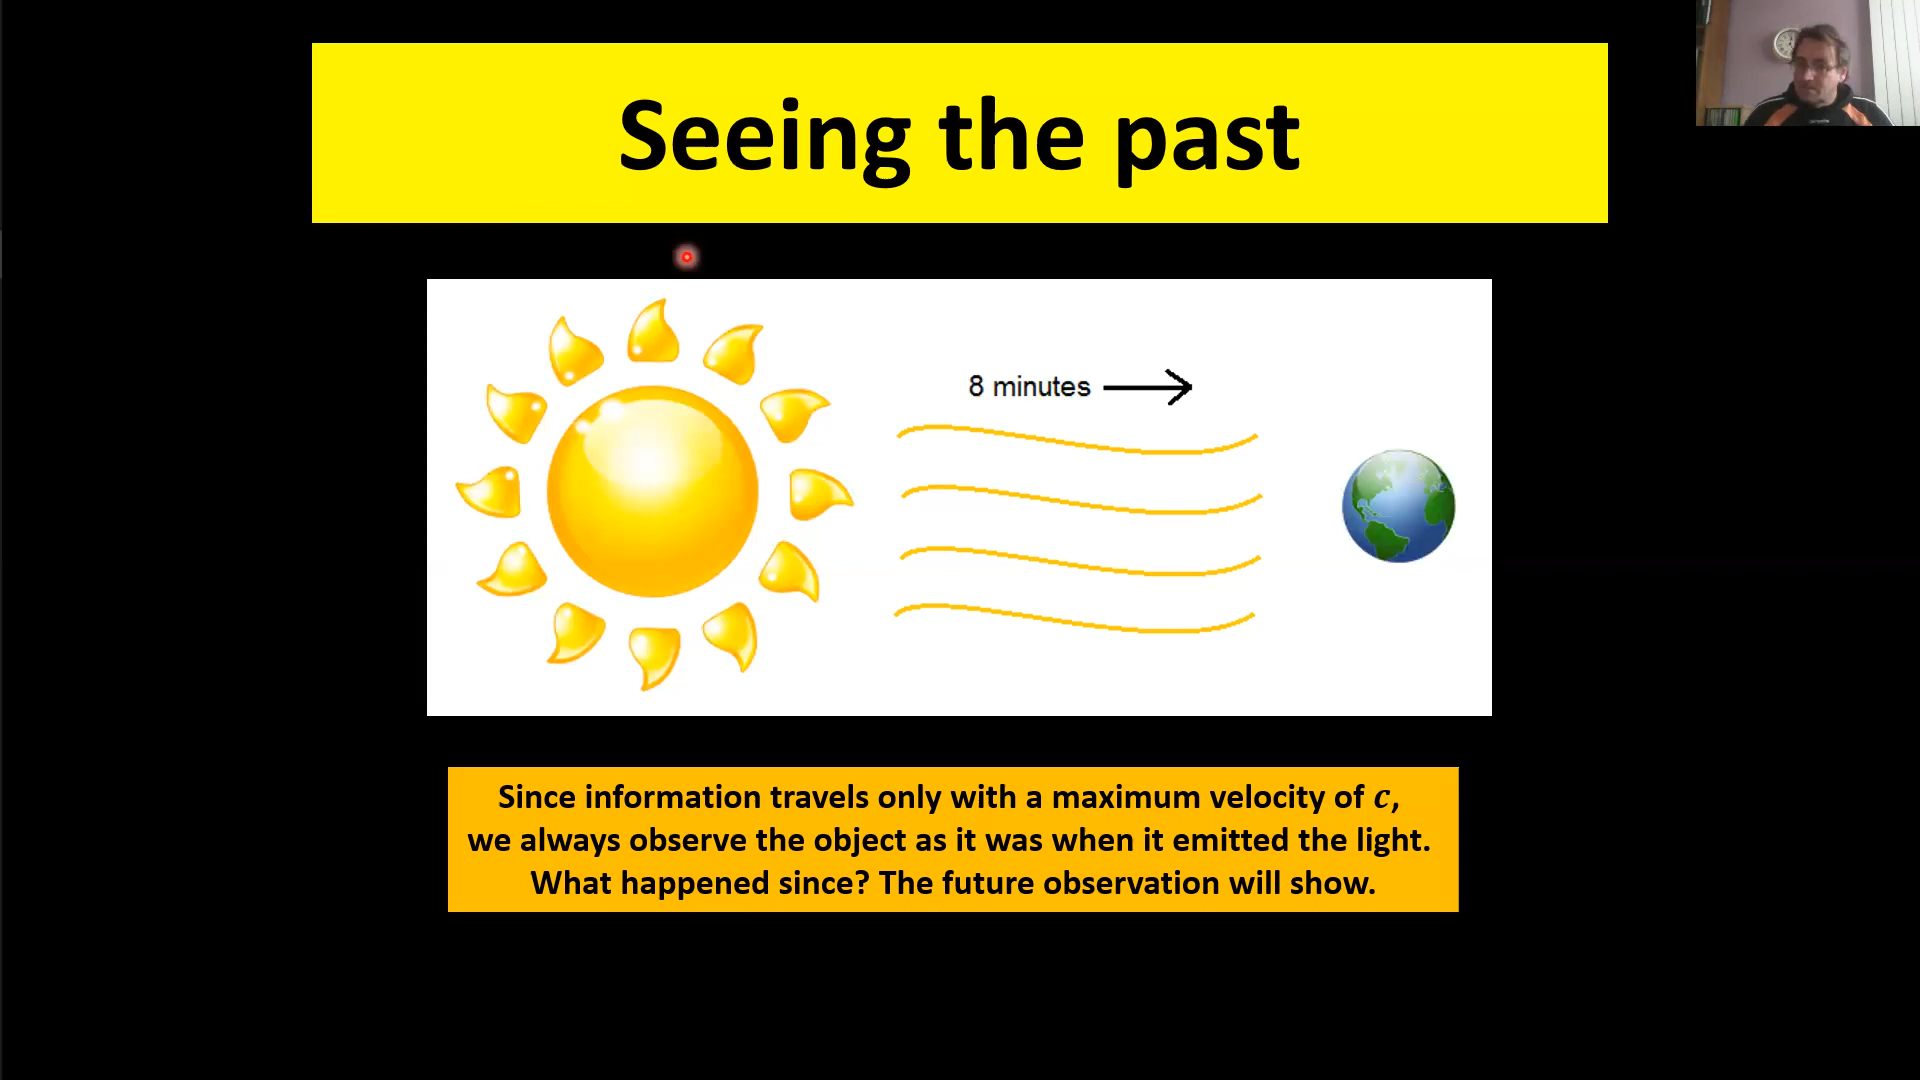 Seeing the past
8 minutes
Since information travels only with a maximum velocity of c,
we always observe the object as it was when it emitted the light.
What happened since? The future observation will show.